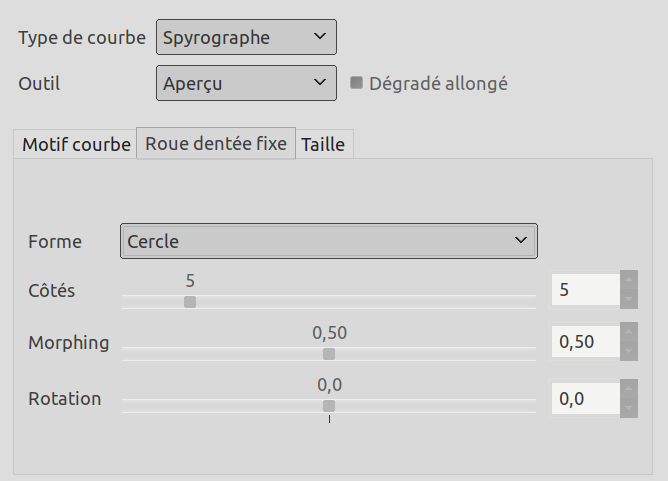 Type de courbe Spyrographe
Outil Aperçu Dégradé allongé
Motif courbe Roue dentée fixe Taille
Forme Cercle
5
Côtés 5
0,50
Morphing 0,50
0,0
Rotation 0,0